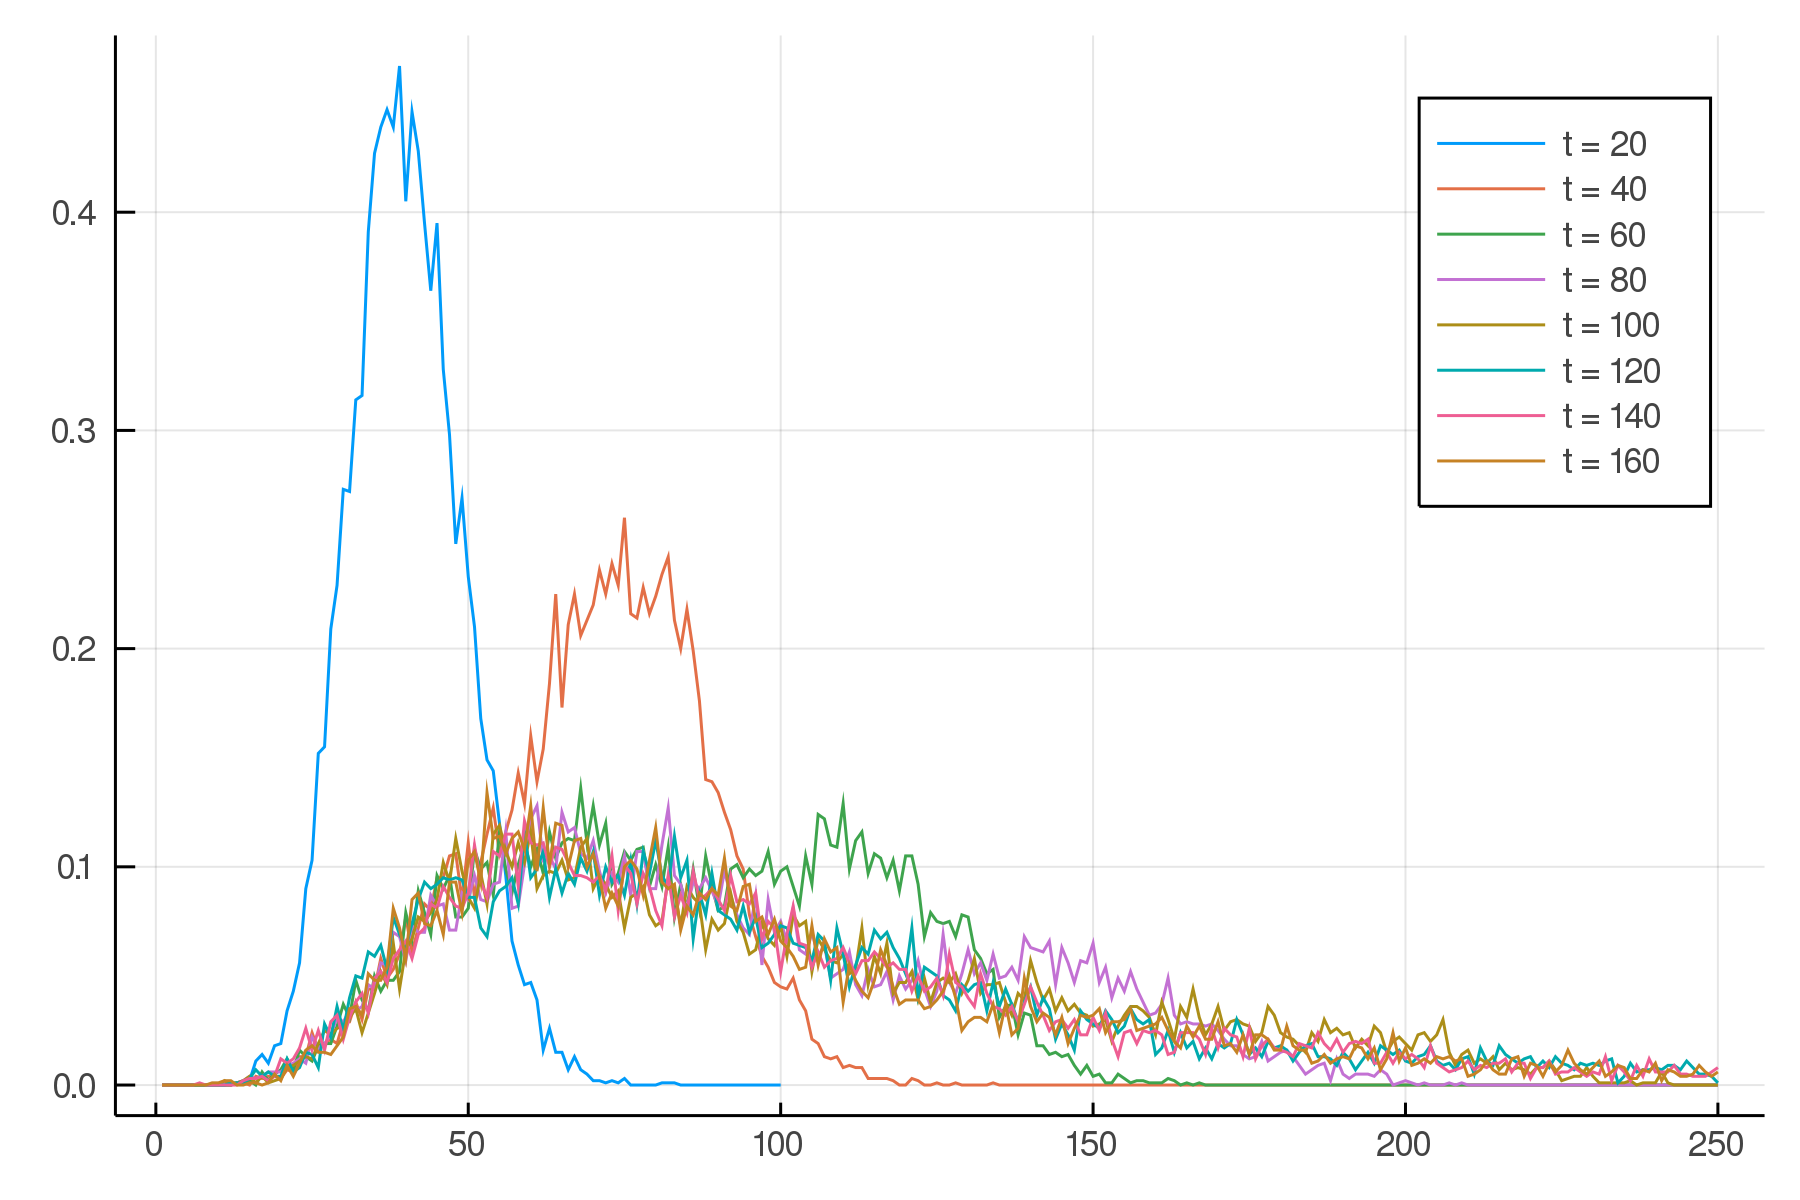 0.4
0.3
0.2
0.1
0.0
0 50 100 150 200 250
t = 20
t = 40
t = 60
t = 80
t = 100
t = 120
t = 140
t = 160